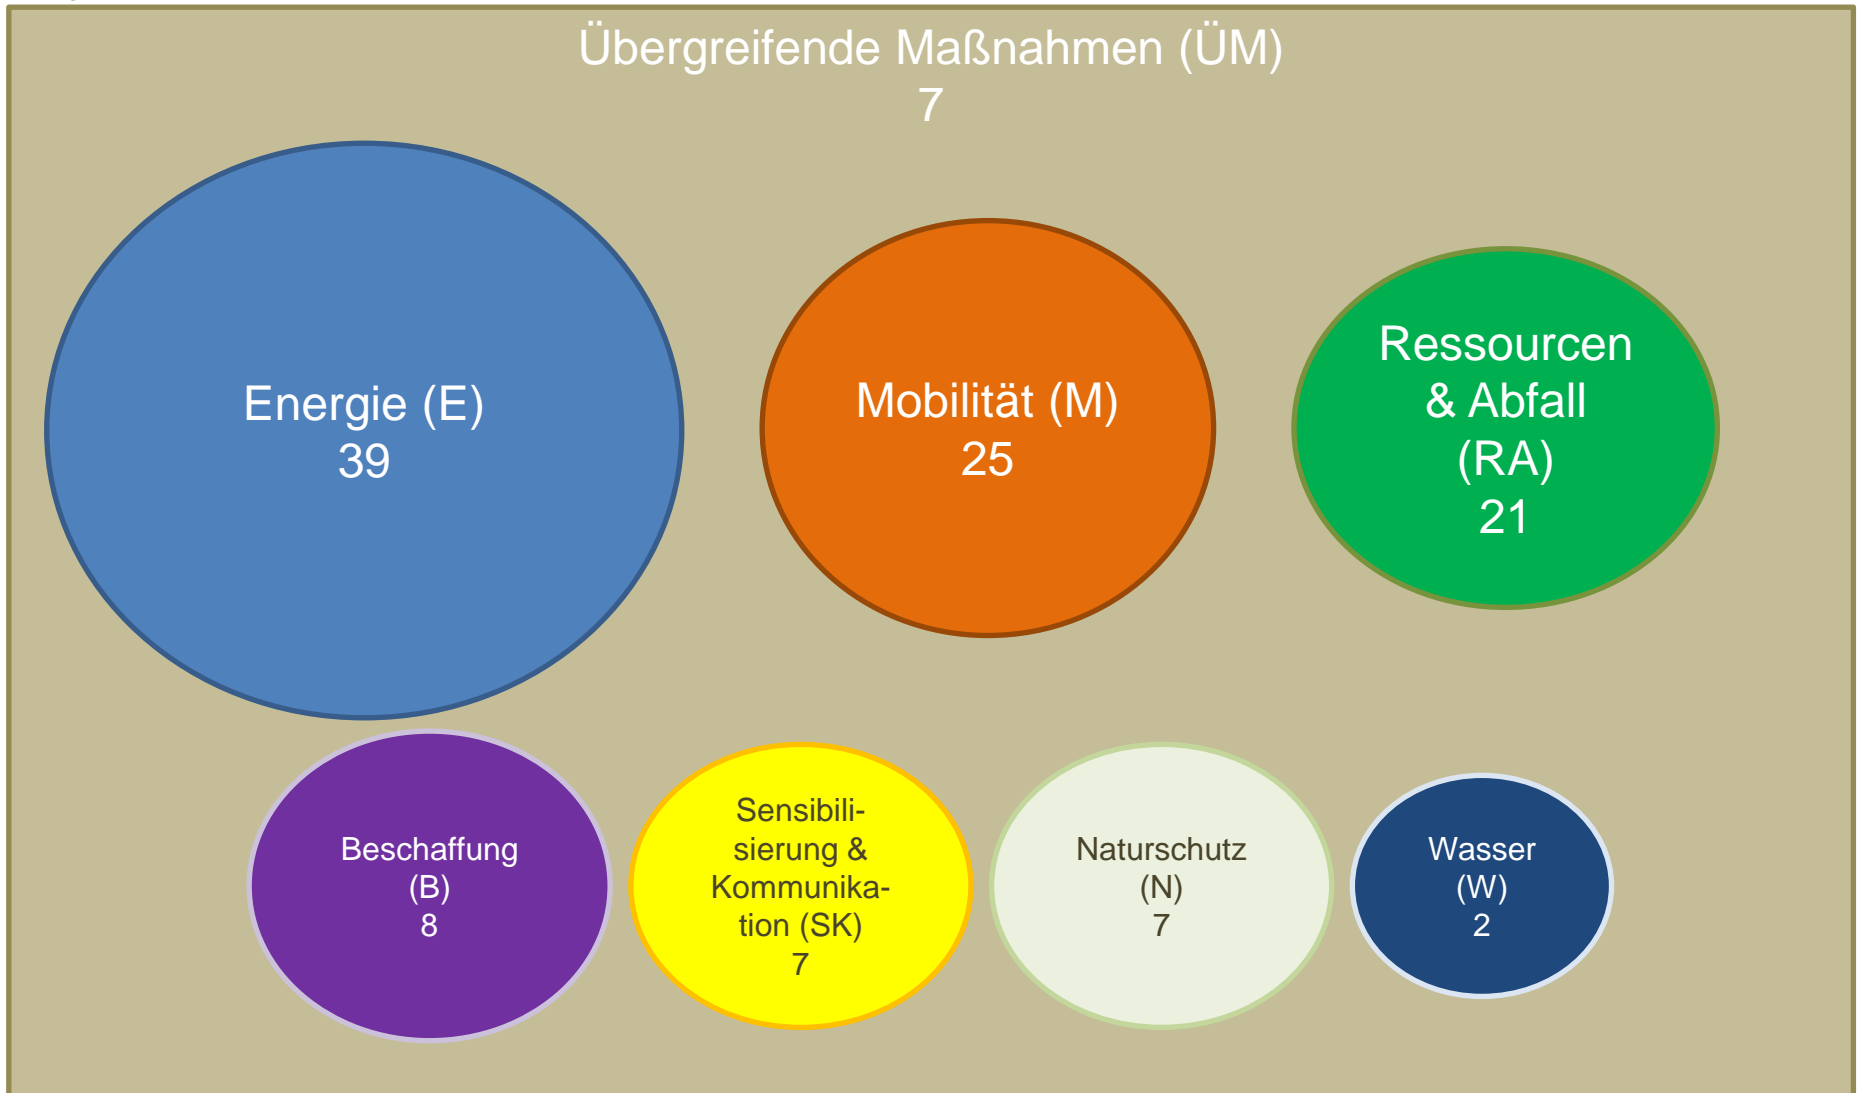 Übergreifende Maßnahmen (ÜM)
7
Energie (E)
39
Mobilität (M)
25
Ressourcen
& Abfall
(RA)
21
Beschaffung
(B)
8
Sensibili-
sierung &
Kommunika-
tion (SK)
7
Naturschutz
(N)
7
Wasser
(W)
2